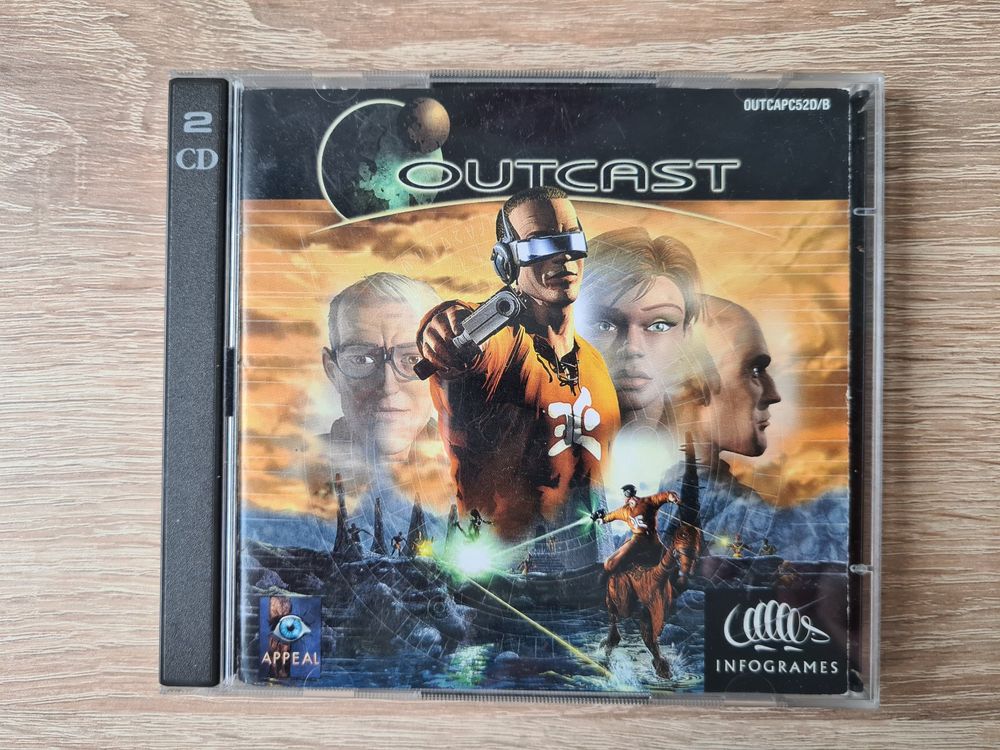 2
CD
OUTCAPC52D/B
OUTCAST
APPEAL
INFOGRAMES